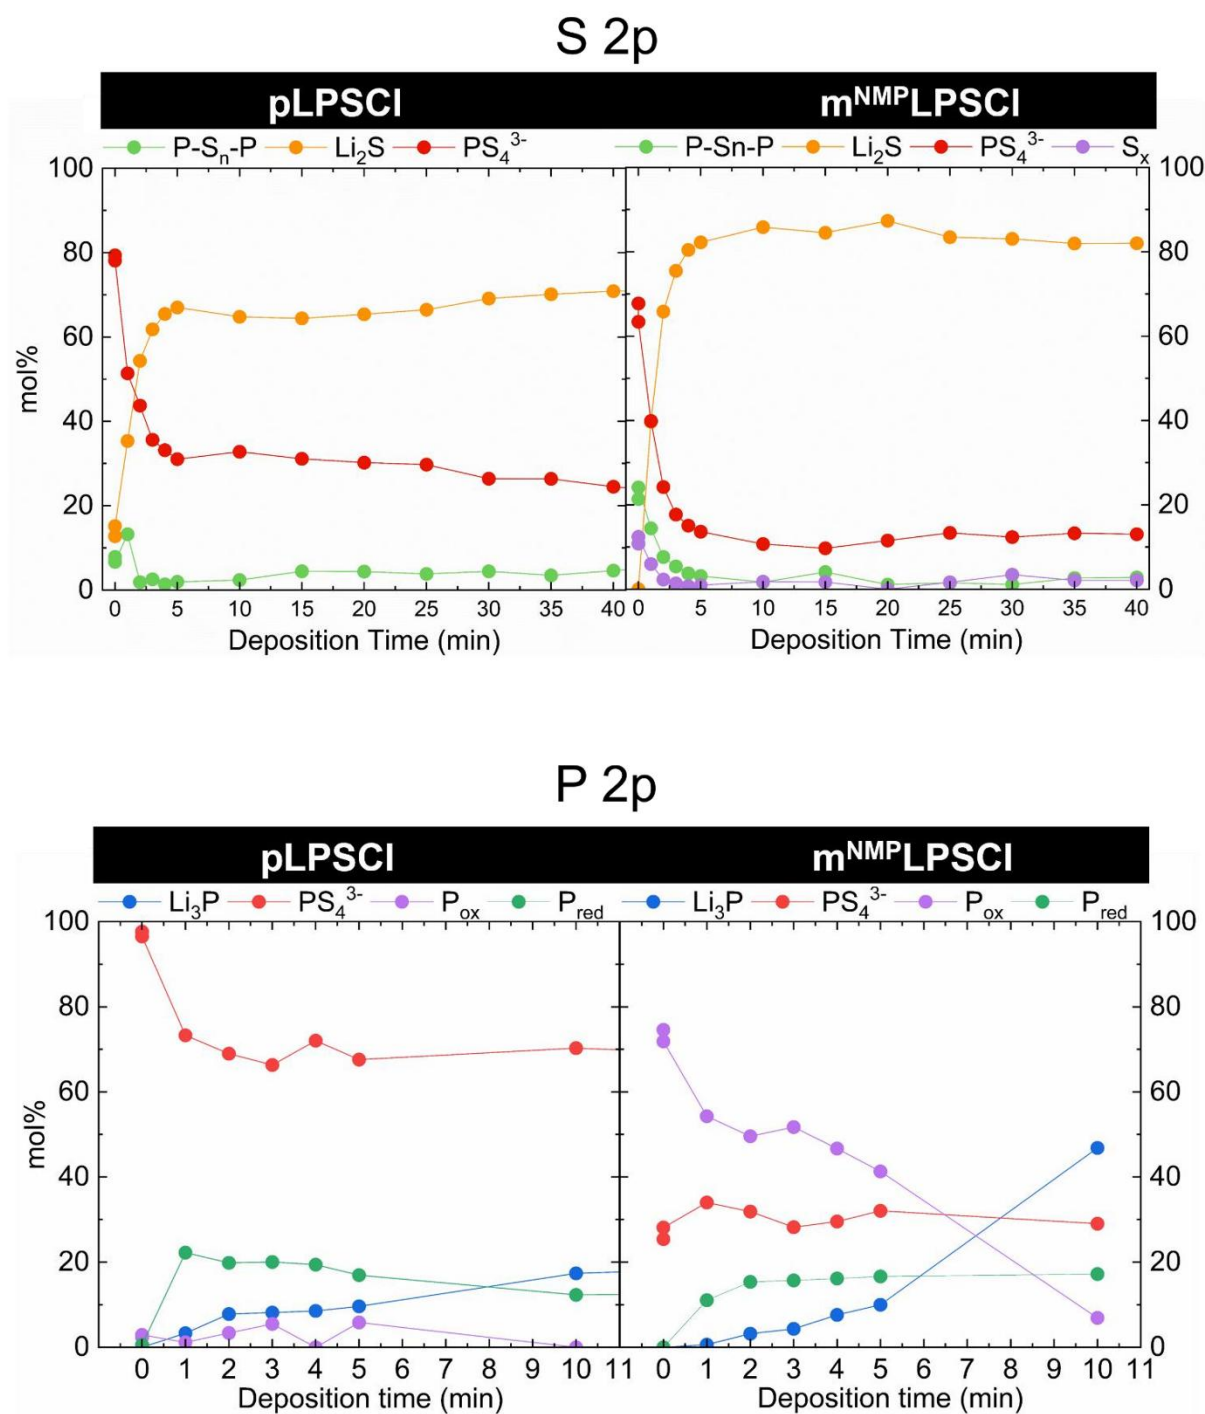 S 2p
pLPSCl mᴺᴹᴾLPSCl
P-Sₙ-P Li₂S PS₄³⁻ P-Sn-P Li₂S PS₄³⁻ Sₓ
100 100
80 80
60 60
40 40
20 20
0 0
mol%
0 5 10 15 20 25 30 35 40 0 5 10 15 20 25 30 35 40
Deposition Time (min) Deposition Time (min)
P 2p
pLPSCl mᴺᴹᴾLPSCl
Li₃P PS₄³⁻ Pox Pred Li₃P PS₄³⁻ Pox Pred
100 100
80 80
60 60
40 40
20 20
0 0
mol%
0 1 2 3 4 5 6 7 8 9 10 11 0 1 2 3 4 5 6 7 8 9 10 11
Deposition time (min) Deposition time (min)